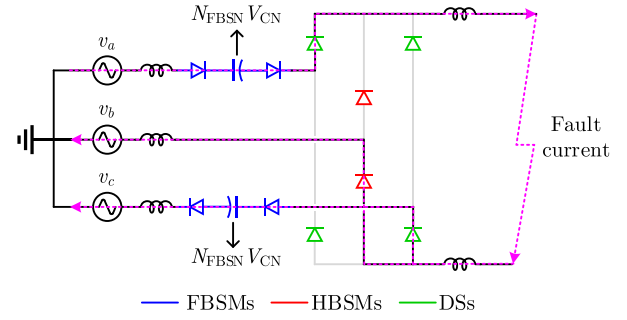 N_FBSN V_CN
v_a
v_b
Fault
current
v_c
N_FBSN V_CN
FBSMs HBSMs DSs